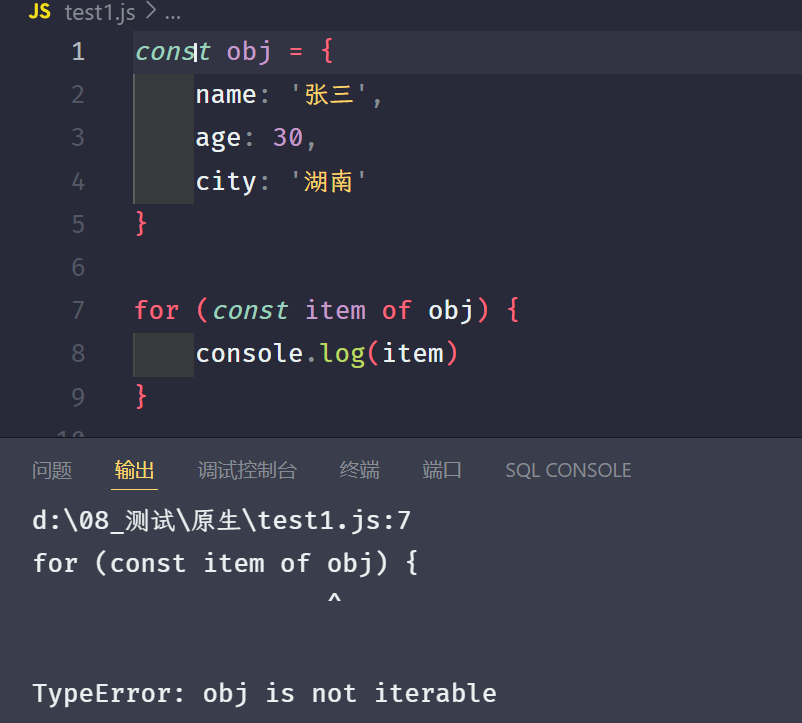 JS test1.js > ...
1 const obj = {
2 name: '张三',
3 age: 30,
4 city: '湖南'
5 }
6
7 for (const item of obj) {
8 console.log(item)
9 }
10
问题 输出 调试控制台 终端 端口 SQL CONSOLE
d:\08_测试\原生\test1.js:7
for (const item of obj) {
^
TypeError: obj is not iterable